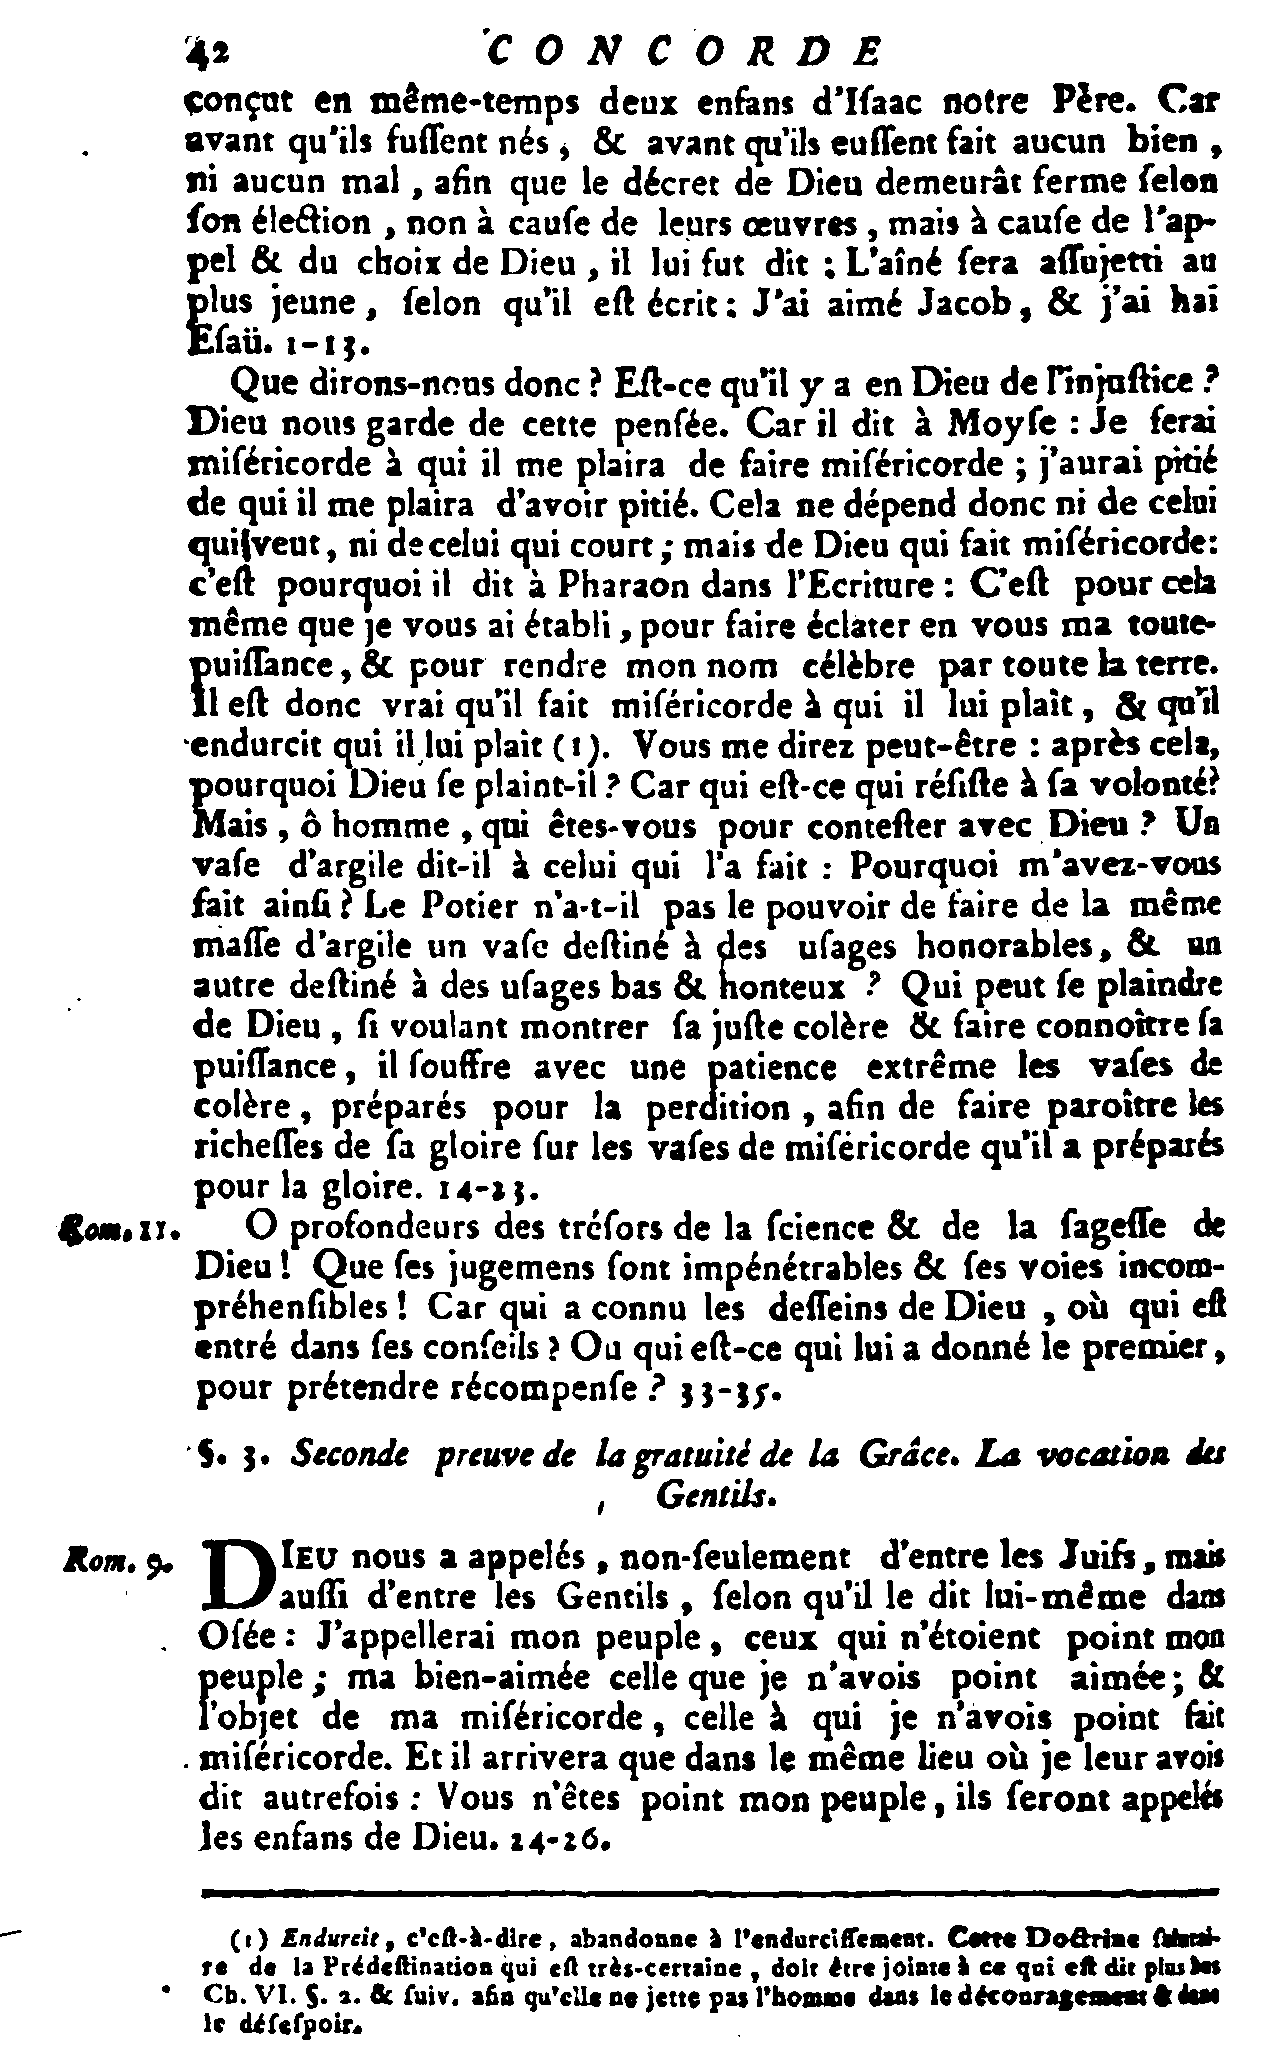 42 CONCORDE
conçut en même-temps deux enfans d'Iſaac notre Père. Car
avant qu'ils fuſſent nés, & avant qu'ils euſſent fait aucun bien,
ni aucun mal, afin que le décret de Dieu demeurât ferme ſelon
ſon élection, non à cauſe de leurs œuvres, mais à cauſe de l'ap-
pel & du choix de Dieu, il lui fut dit : L'aîné ſera aſſujetti au
plus jeune, ſelon qu'il eſt écrit : J'ai aimé Jacob, & j'ai haï
Eſaü. 1-13.
Que dirons-nous donc ? Eſt-ce qu'il y a en Dieu de l'injuſtice ?
Dieu nous garde de cette penſée. Car il dit à Moyſe : Je ferai
miſéricorde à qui il me plaira de faire miſéricorde ; j'aurai pitié
de qui il me plaira d'avoir pitié. Cela ne dépend donc ni de celui
qui veut, ni de celui qui court ; mais de Dieu qui fait miſéricorde :
c'eſt pourquoi il dit à Pharaon dans l'Ecriture : C'eſt pour cela
même que je vous ai établi, pour faire éclater en vous ma toute-
puiſſance, & pour rendre mon nom célèbre par toute la terre.
Il eſt donc vrai qu'il fait miſéricorde à qui il lui plaît, & qu'il
endurcit qui il lui plaît (1). Vous me direz peut-être : après cela,
pourquoi Dieu ſe plaint-il ? Car qui eſt-ce qui réſiſte à ſa volonté ?
Mais, ô homme, qui êtes-vous pour conteſter avec Dieu ? Un
vaſe d'argile dit-il à celui qui l'a fait : Pourquoi m'avez-vous
fait ainſi ? Le Potier n'a-t-il pas le pouvoir de faire de la même
maſſe d'argile un vaſe deſtiné à des uſages honorables, & un
autre deſtiné à des uſages bas & honteux ? Qui peut ſe plaindre
de Dieu, ſi voulant montrer ſa juſte colère & faire connoître ſa
puiſſance, il ſouffre avec une patience extrême les vaſes de
colère, préparés pour la perdition, afin de faire paroître les
richeſſes de ſa gloire ſur les vaſes de miſéricorde qu'il a préparés
pour la gloire. 14-23.
Rom. 11. O profondeurs des tréſors de la ſcience & de la ſageſſe de
Dieu ! Que ſes jugemens ſont impénétrables & ſes voies incom-
préhenſibles ! Car qui a connu les deſſeins de Dieu, où qui eſt
entré dans ſes conſeils ? Ou qui eſt-ce qui lui a donné le premier,
pour prétendre récompenſe ? 33-35.
§. 3. Seconde preuve de la gratuité de la Grâce. La vocation des
Gentils.
Rom. 9. DIEU nous a appelés, non-ſeulement d'entre les Juifs, mais
auſſi d'entre les Gentils, ſelon qu'il le dit lui-même dans
Oſée : J'appellerai mon peuple, ceux qui n'étoient point mon
peuple ; ma bien-aimée celle que je n'avois point aimée ; &
l'objet de ma miſéricorde, celle à qui je n'avois point fait
miſéricorde. Et il arrivera que dans le même lieu où je leur avois
dit autrefois : Vous n'êtes point mon peuple, ils ſeront appelés
les enfans de Dieu. 24-26.
(1) Endurcit, c'eſt-à-dire, abandonne à l'endurciſſement. Cette Doctrine ſalutai-
re de la Prédeſtination qui eſt très-certaine, doit être jointe à ce qui eſt dit plus bas
Ch. VI. §. 2. & ſuiv. afin qu'elle ne jette pas l'homme dans le découragement & dans
le déſeſpoir.